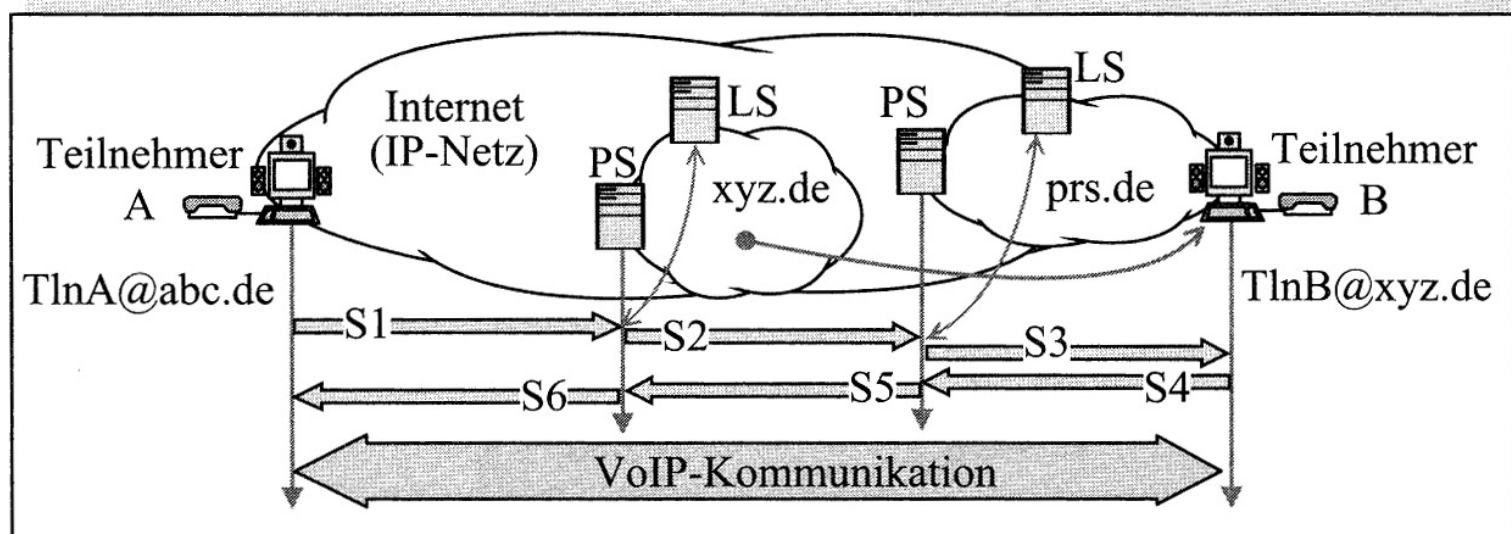 LS
Internet
(IP-Netz)
LS
PS
Teilnehmer
A
PS
xyz.de
prs.de
Teilnehmer
B
TlnA@abc.de
TlnB@xyz.de
S1
S2
S3
S6
S5
S4
VoIP-Kommunikation